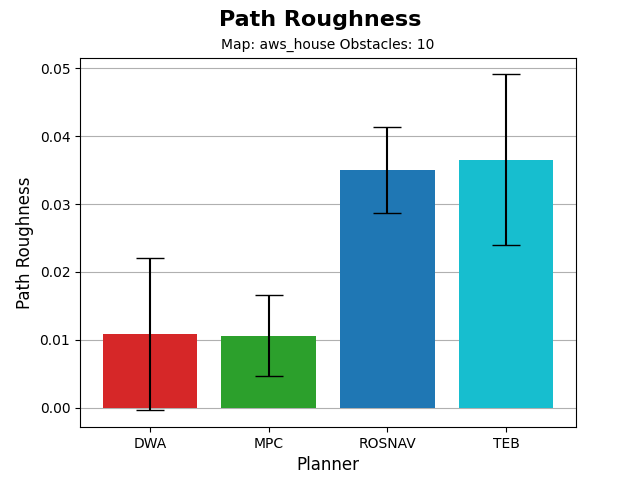 Path Roughness
Map: aws_house Obstacles: 10
0.05
0.04
0.03
0.02
0.01
0.00
Path Roughness
DWA MPC ROSNAV TEB
Planner